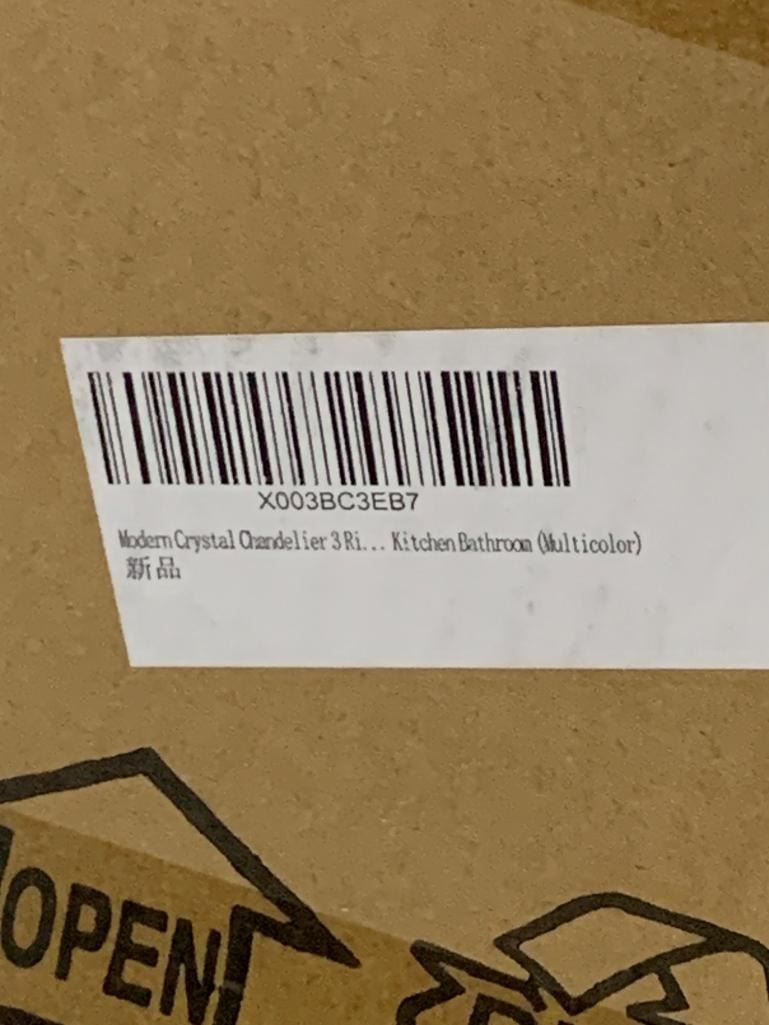 X003BC3EB7
Modern Crystal Chandelier 3 Ri... Kitchen Bathroom (Multicolor)
新品
OPEN